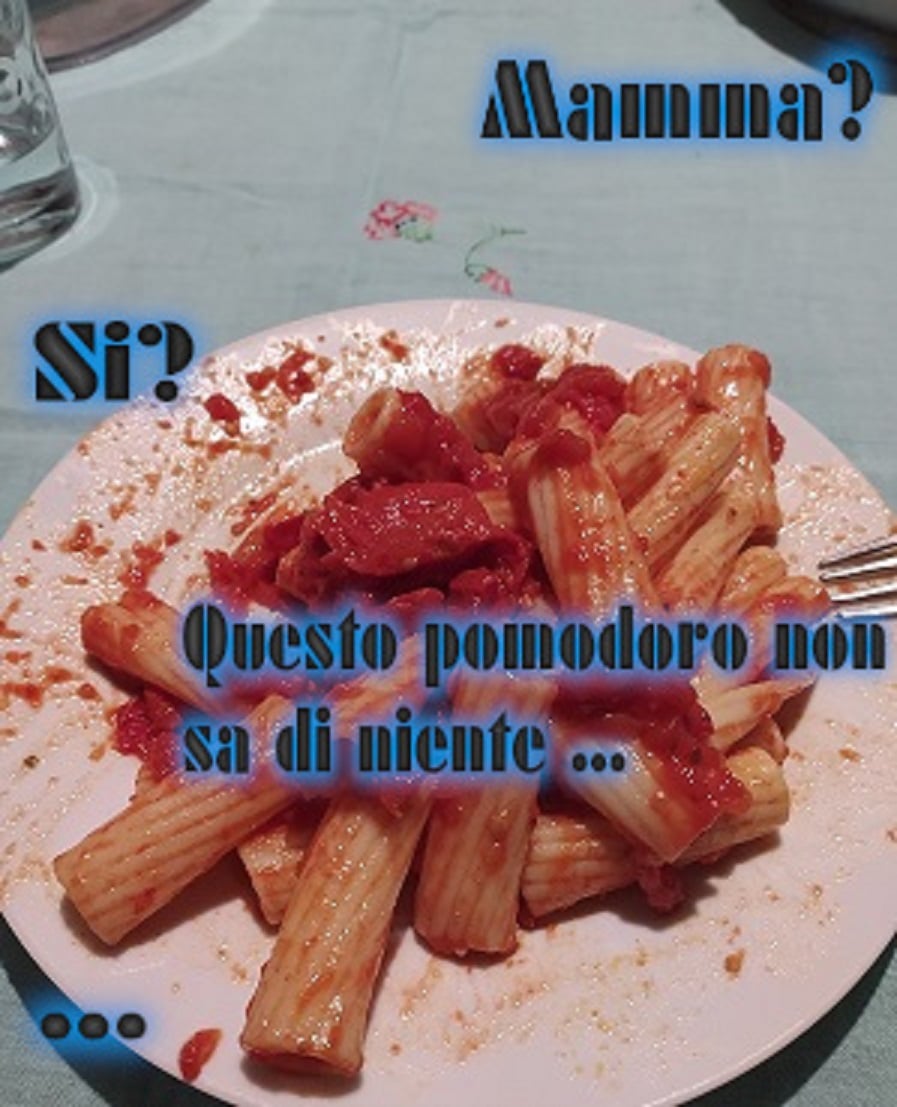 Mamma?
Si?
Questo pomodoro non
sa di niente ...
...